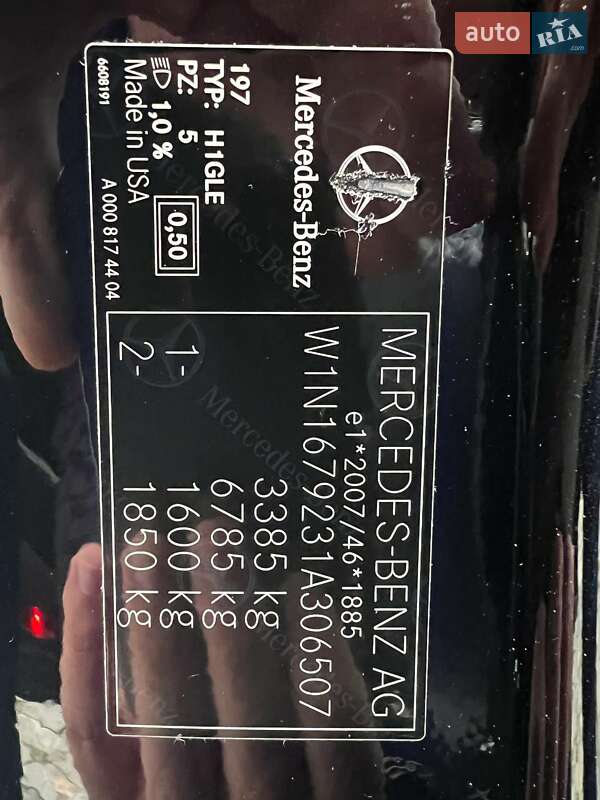 auto RIA .com
Mercedes-Benz
197
TYP: H1GLE
PZ: 5
1,0 %
Made in USA
0,50
6608191
A 000 817 44 04
MERCEDES-BENZ AG
e1*2007/46*1885
W1N1679231A306507
3385 kg
6785 kg
1- 1600 kg
2- 1850 kg